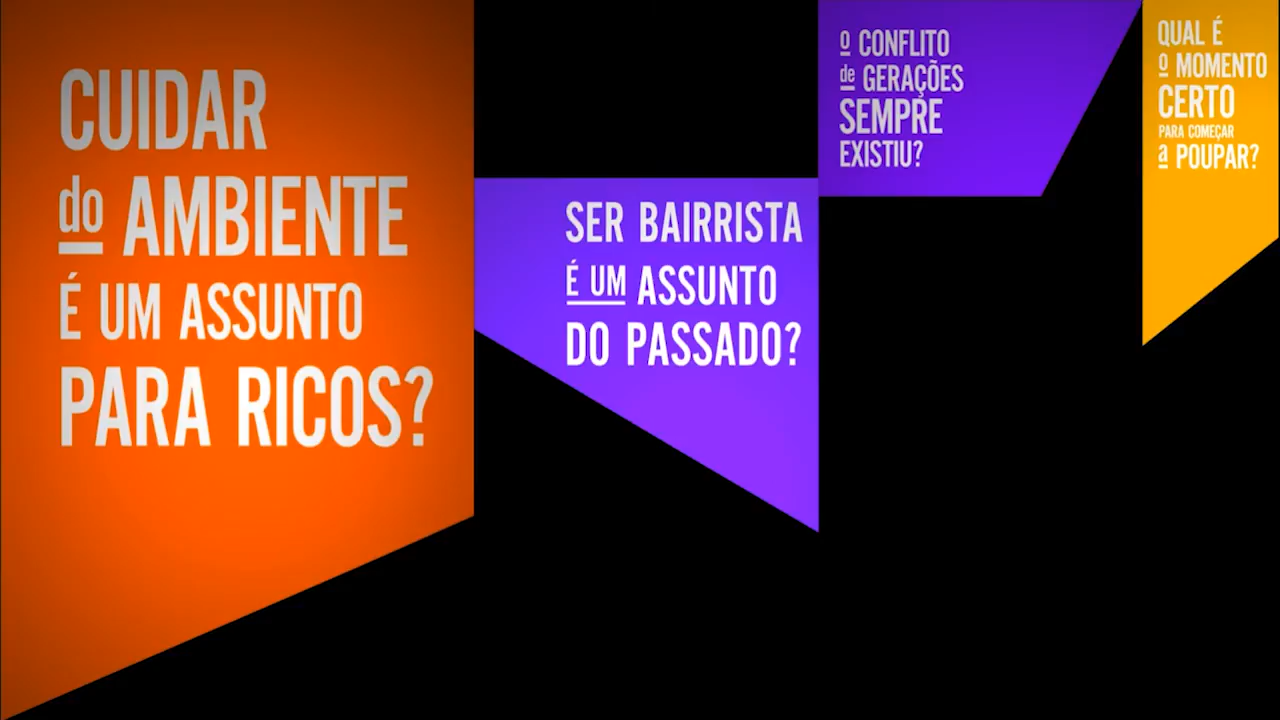 CUIDAR
do AMBIENTE
É UM ASSUNTO
PARA RICOS?
SER BAIRRISTA
É UM ASSUNTO
DO PASSADO?
O CONFLITO
de GERAÇÕES
SEMPRE
EXISTIU?
QUAL É
O MOMENTO
CERTO
PARA COMEÇAR
a POUPAR?